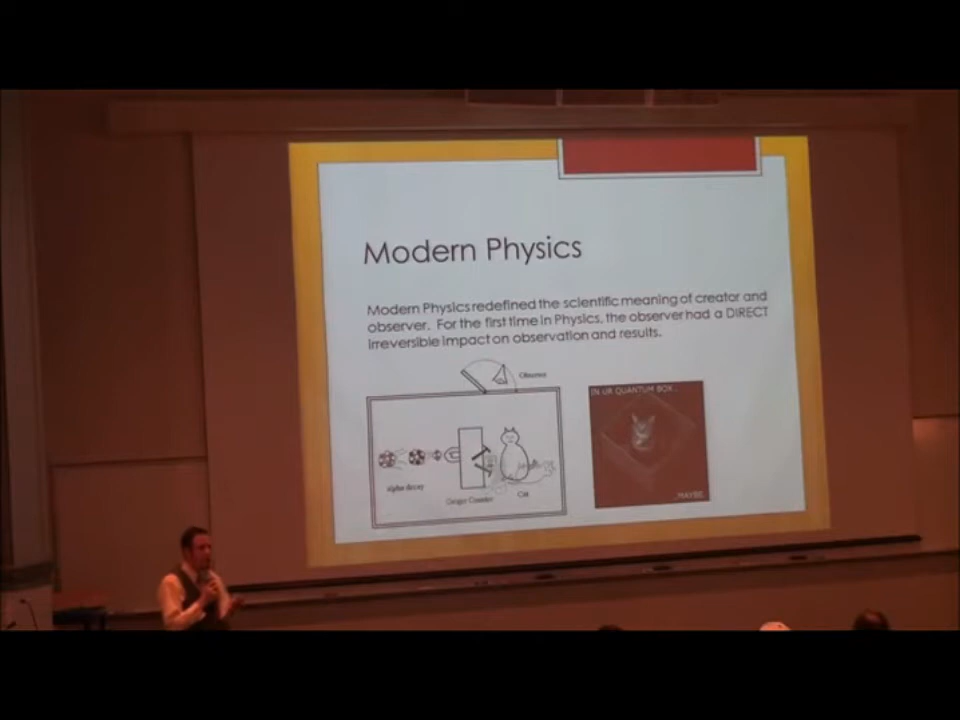 Modern Physics
Modern Physics redefined the scientific meaning of creator and
observer. For the first time in Physics, the observer had a DIRECT
irreversible impact on observation and results.
Observer
alpha decay
Geiger Counter
Cat
IN UR QUANTUM BOX...
...MAYBE.